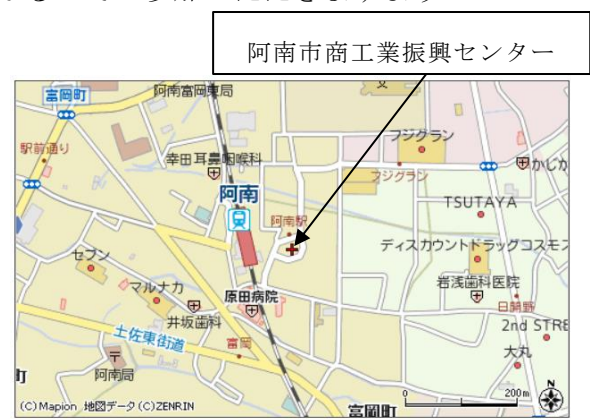 阿南市商工業振興センター
富岡町
阿南富岡東局
文
フジグラン
駅前通り
幸田耳鼻咽喉科
フジグラン
かじか
阿南
TSUTAYA
阿南駅
ディスカウントドラッグコスモス
セブン
マルナカ
原田病院
岩浅歯科医院
日開野
井坂歯科
2nd STRE
土佐東街道
富岡
大丸
〒
阿南局
町
N
0
200m
(C)Mapion 地図データ(C)ZENRIN
富岡町